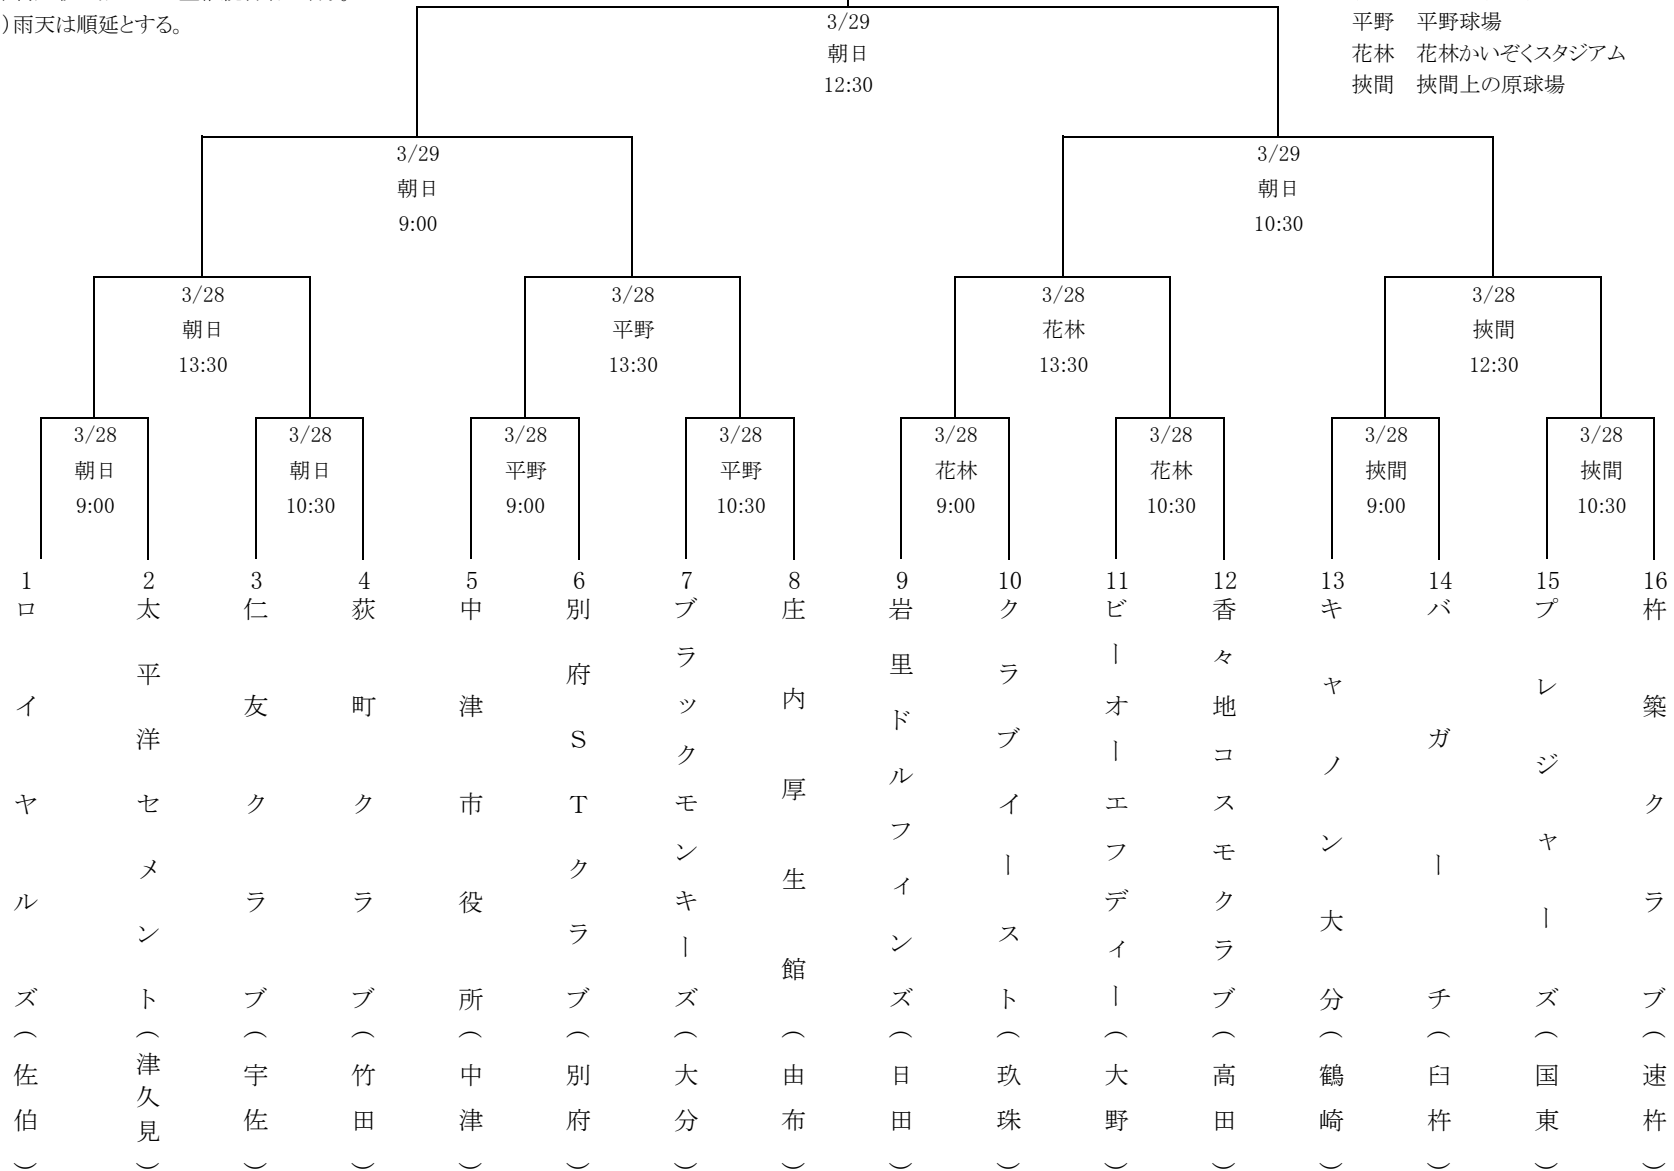 )雨天は順延とする。
3/29
朝日
12:30
平野 平野球場
花林 花林かいぞくスタジアム
挾間 挾間上の原球場
3/29
朝日
9:00
3/29
朝日
10:30
3/28
朝日
13:30
3/28
平野
13:30
3/28
花林
13:30
3/28
挾間
12:30
3/28
朝日
9:00
3/28
朝日
10:30
3/28
平野
9:00
3/28
平野
10:30
3/28
花林
9:00
3/28
花林
10:30
3/28
挾間
9:00
3/28
挾間
10:30
1
ロイヤルズ(佐伯)
2
太平洋セメント(津久見)
3
仁友クラブ(宇佐)
4
荻町クラブ(竹田)
5
中津市役所(中津)
6
別府STクラブ(別府)
7
ブラックモンキーズ(大分)
8
庄内厚生館(由布)
9
岩里ドルフィンズ(日田)
10
クラブイースト(玖珠)
11
ビーオーエフディー(大野)
12
香々地コスモクラブ(高田)
13
キャノン大分(鶴崎)
14
バガーチ(臼杵)
15
プレジャーズ(国東)
16
杵築クラブ(速杵)